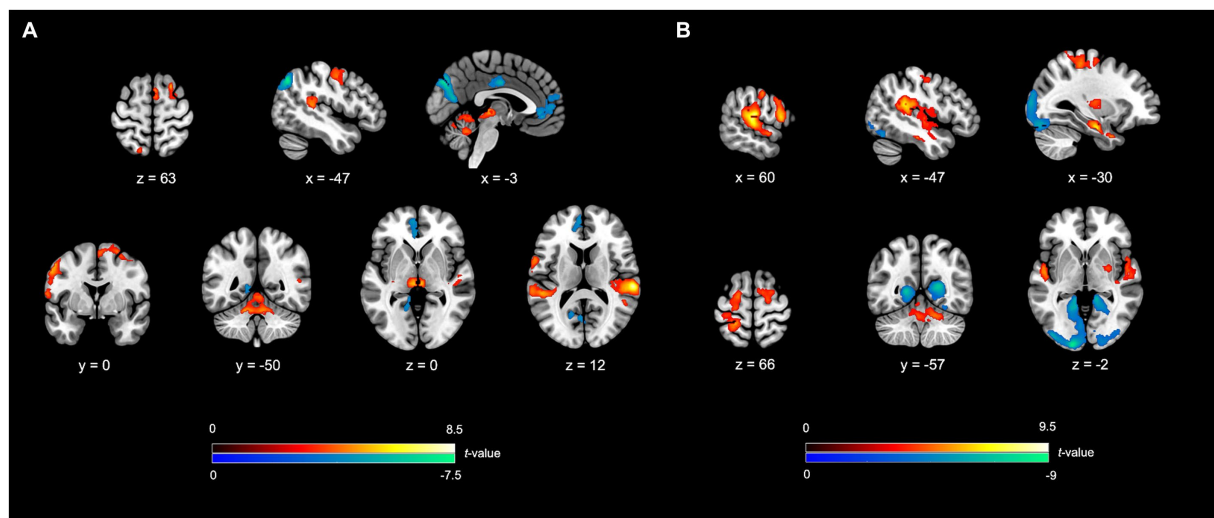 A
B
z = 63
x = -47
x = -3
x = 60
x = -47
x = -30
y = 0
y = -50
z = 0
z = 12
z = 66
y = -57
z = -2
0
8.5
t-value
0
-7.5
0
9.5
t-value
0
-9